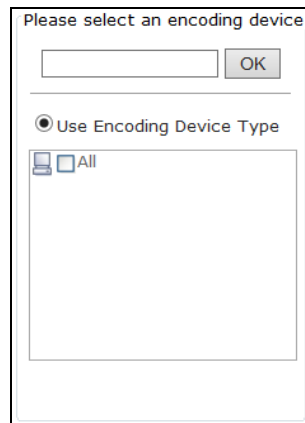 Please select an encoding device
OK
Use Encoding Device Type
All